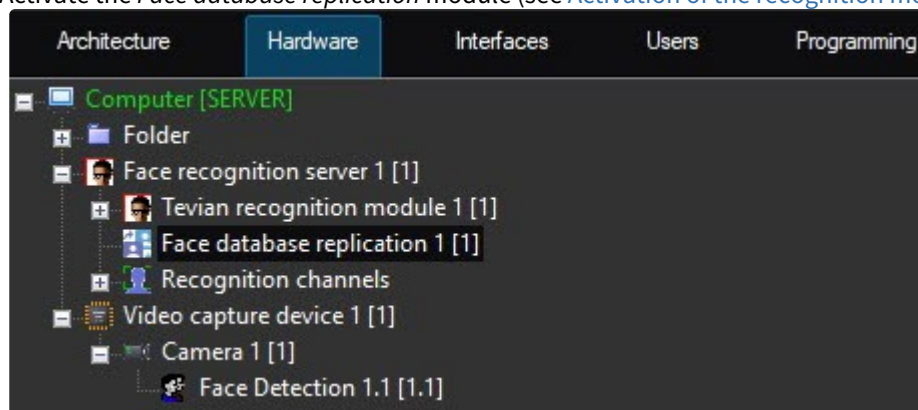 Activate the Face database replication module (see Activation of the recognition mo
Architecture Hardware Interfaces Users Programming
Computer [SERVER]
Folder
Face recognition server 1 [1]
Tevian recognition module 1 [1]
Face database replication 1 [1]
Recognition channels
Video capture device 1 [1]
Camera 1 [1]
Face Detection 1.1 [1.1]